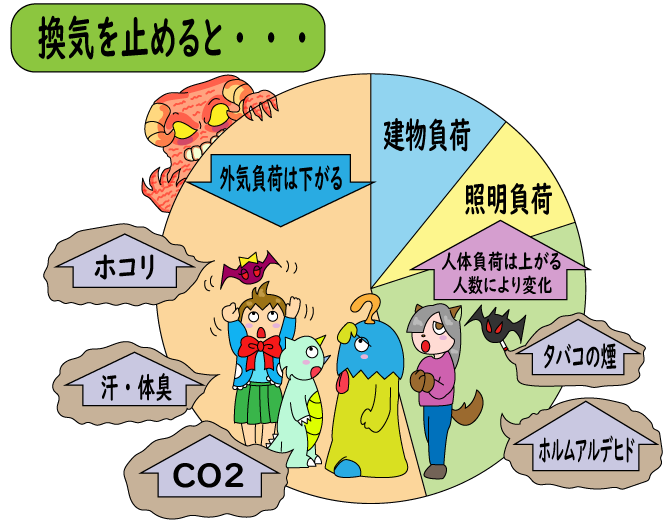 換気を止めると・・・
建物負荷
照明負荷
外気負荷は下がる
人体負荷は上がる
人数により変化
ホコリ
タバコの煙
汗・体臭
ホルムアルデヒド
CO2